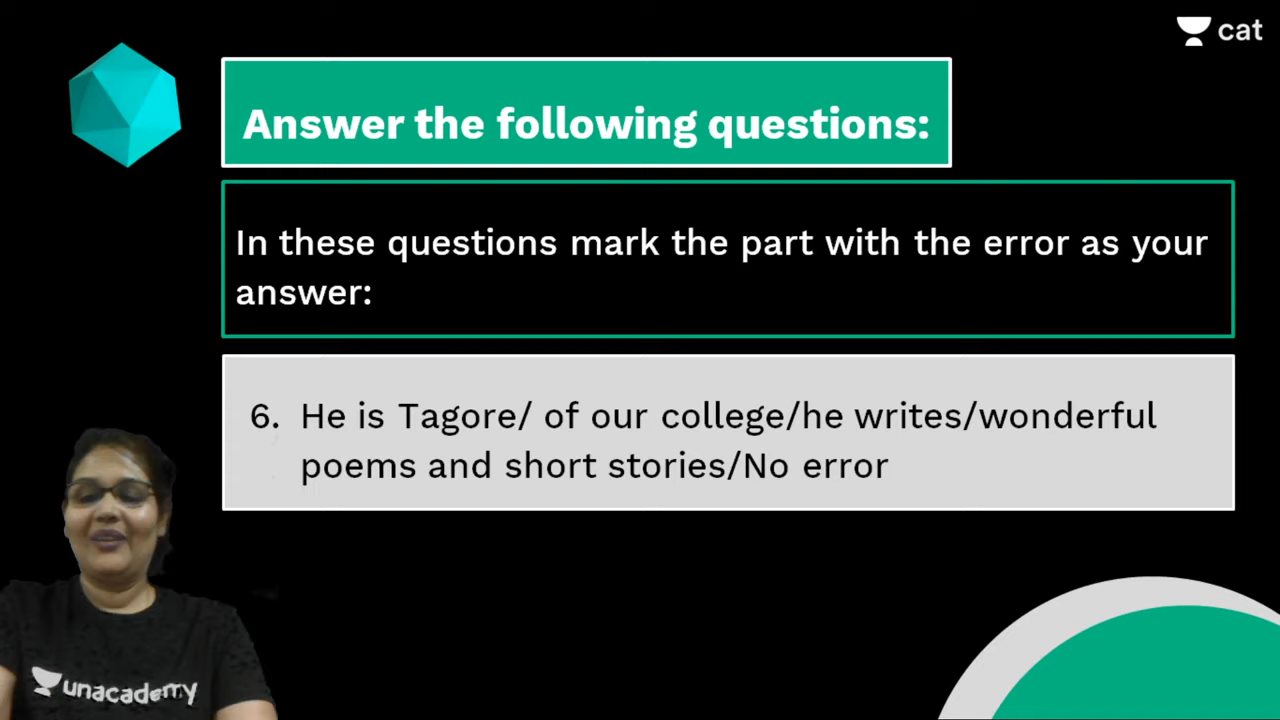 cat
Answer the following questions:
In these questions mark the part with the error as your
answer:
6. He is Tagore/ of our college/he writes/wonderful
poems and short stories/No error
unacademy